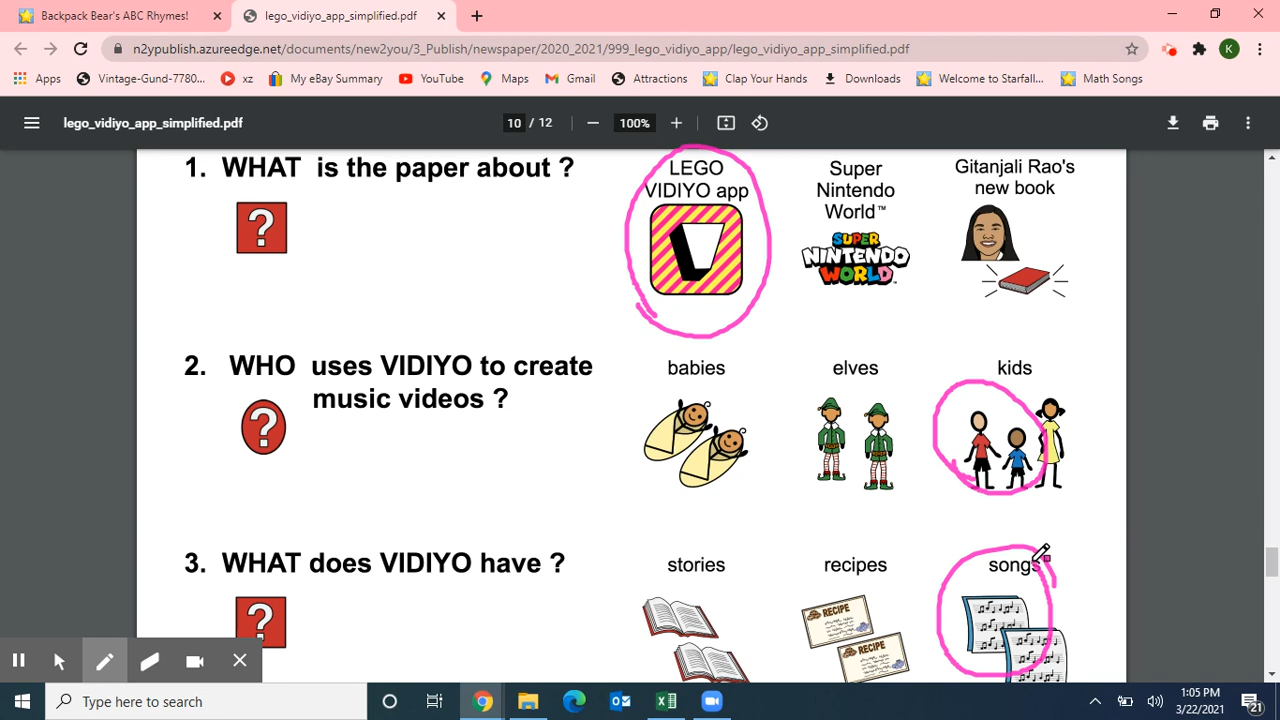 Backpack Bear's ABC Rhymes!
lego_vidiyo_app_simplified.pdf
n2ypublish.azureedge.net/documents/new2you/3_Publish/newspaper/2020_2021/999_lego_vidiyo_app/lego_vidiyo_app_simplified.pdf
K
Apps
Vintage-Gund-7780...
xz
My eBay Summary
YouTube
Maps
Gmail
Attractions
Clap Your Hands
Downloads
Welcome to Starfall...
Math Songs
lego_vidiyo_app_simplified.pdf
10 / 12
100%
1. WHAT is the paper about ?
LEGO
VIDIYO app
Super
Nintendo
World™
SUPER
NINTENDO
WORLD™
Gitanjali Rao's
new book
2. WHO uses VIDIYO to create
music videos ?
babies
elves
kids
3. WHAT does VIDIYO have ?
stories
recipes
songs
RECIPE
RECIPE
Type here to search
1:05 PM
3/22/2021
21